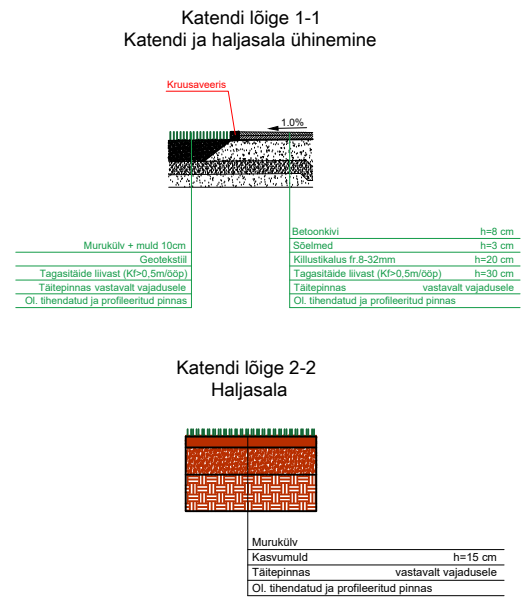 Katendi lõige 1-1
Katendi ja haljasala ühinemine
Kruusaveeris
1.0%
Murukülv + muld 10cm
Geotekstiil
Tagasitäide liivast (Kf>0,5m/ööp)
Täitepinnas vastavalt vajadusele
Ol. tihendatud ja profileeritud pinnas
Betoonkivi h=8 cm
Sõelmed h=3 cm
Killustikalus fr.8-32mm h=20 cm
Tagasitäide liivast (Kf>0,5m/ööp) h=30 cm
Täitepinnas vastavalt vajadusele
Ol. tihendatud ja profileeritud pinnas
Katendi lõige 2-2
Haljasala
Murukülv
Kasvumuld h=15 cm
Täitepinnas vastavalt vajadusele
Ol. tihendatud ja profileeritud pinnas